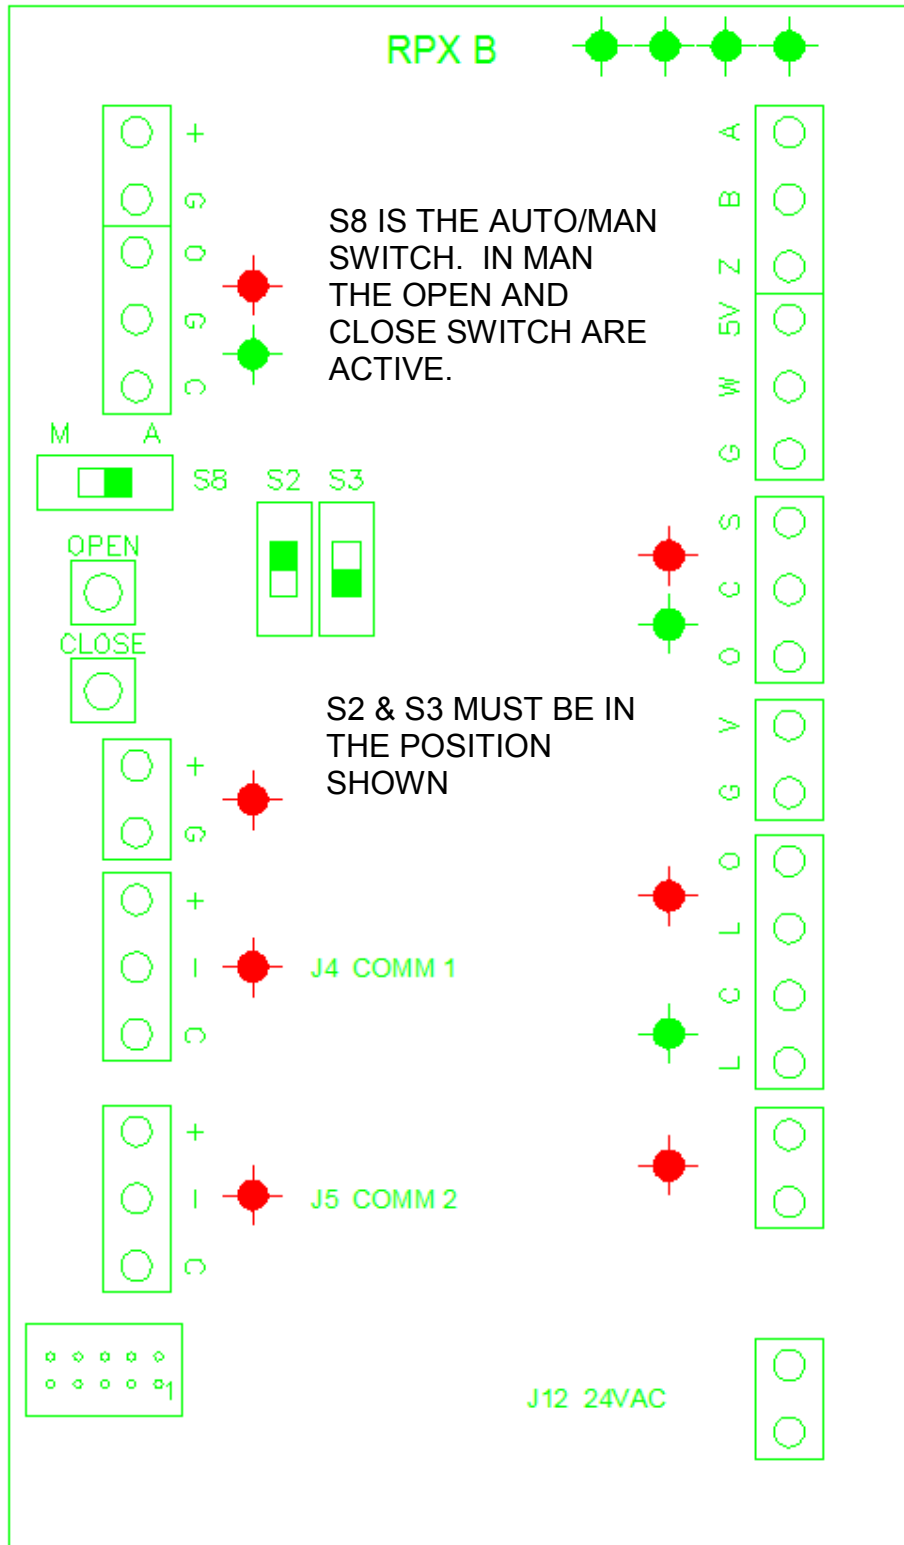 RPX B
+
G
O
G
C
A
B
Z
5V
W
G
S8 IS THE AUTO/MAN
SWITCH. IN MAN
THE OPEN AND
CLOSE SWITCH ARE
ACTIVE.
M A
S8 S2 S3
OPEN
CLOSE
S
C
O
S2 & S3 MUST BE IN
THE POSITION
SHOWN
V
G
+
G
O
L
C
L
+
–
C
J4 COMM 1
+
–
C
J5 COMM 2
1
J12 24VAC